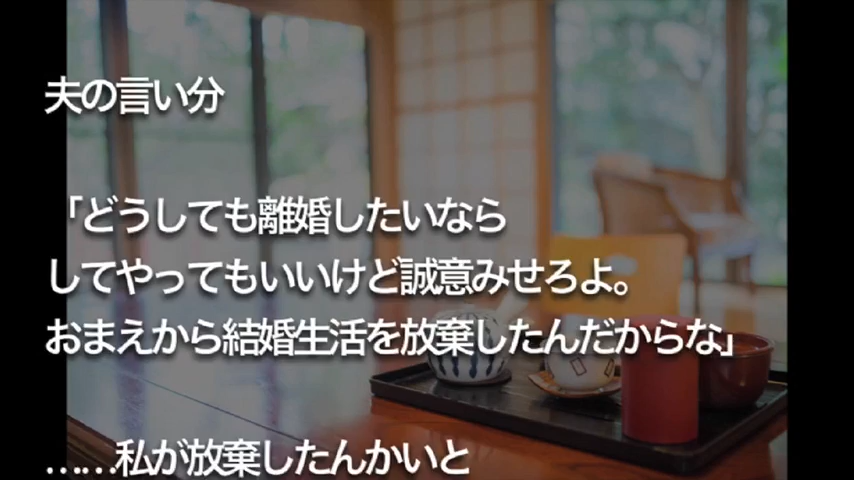 夫の言い分
「どうしても離婚したいなら
してやってもいいけど誠意みせろよ。
おまえから結婚生活を放棄したんだからな」
……私が放棄したんかいと